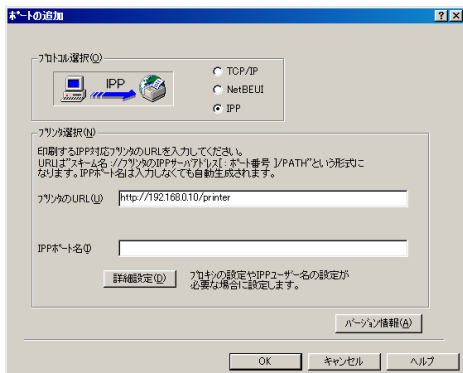 ﾎﾟｰﾄの追加
ﾌﾟﾛﾄｺﾙ選択(O)
IPP
TCP/IP
NetBEUI
IPP
ﾌﾟﾘﾝﾀ選択(N)
印刷するIPP対応ﾌﾟﾘﾝﾀのURLを入力してください。
URLは"ｽｷｰﾑ名://ﾌﾟﾘﾝﾀのIPPｻｰﾊﾞｱﾄﾞﾚｽ[:ﾎﾟｰﾄ番号]/PATH"という形式に
なります。IPPﾎﾟｰﾄ名は入力しなくても自動生成されます。
ﾌﾟﾘﾝﾀのURL(U)
http://192.168.0.10/printer
IPPﾎﾟｰﾄ名(I)
詳細設定(D)
ﾌﾟﾛｷｼの設定やIPPﾕｰｻﾞｰ名の設定が
必要な場合に設定します。
ﾊﾞｰｼﾞｮﾝ情報(A)
OK
ｷｬﾝｾﾙ
ﾍﾙﾌﾟ